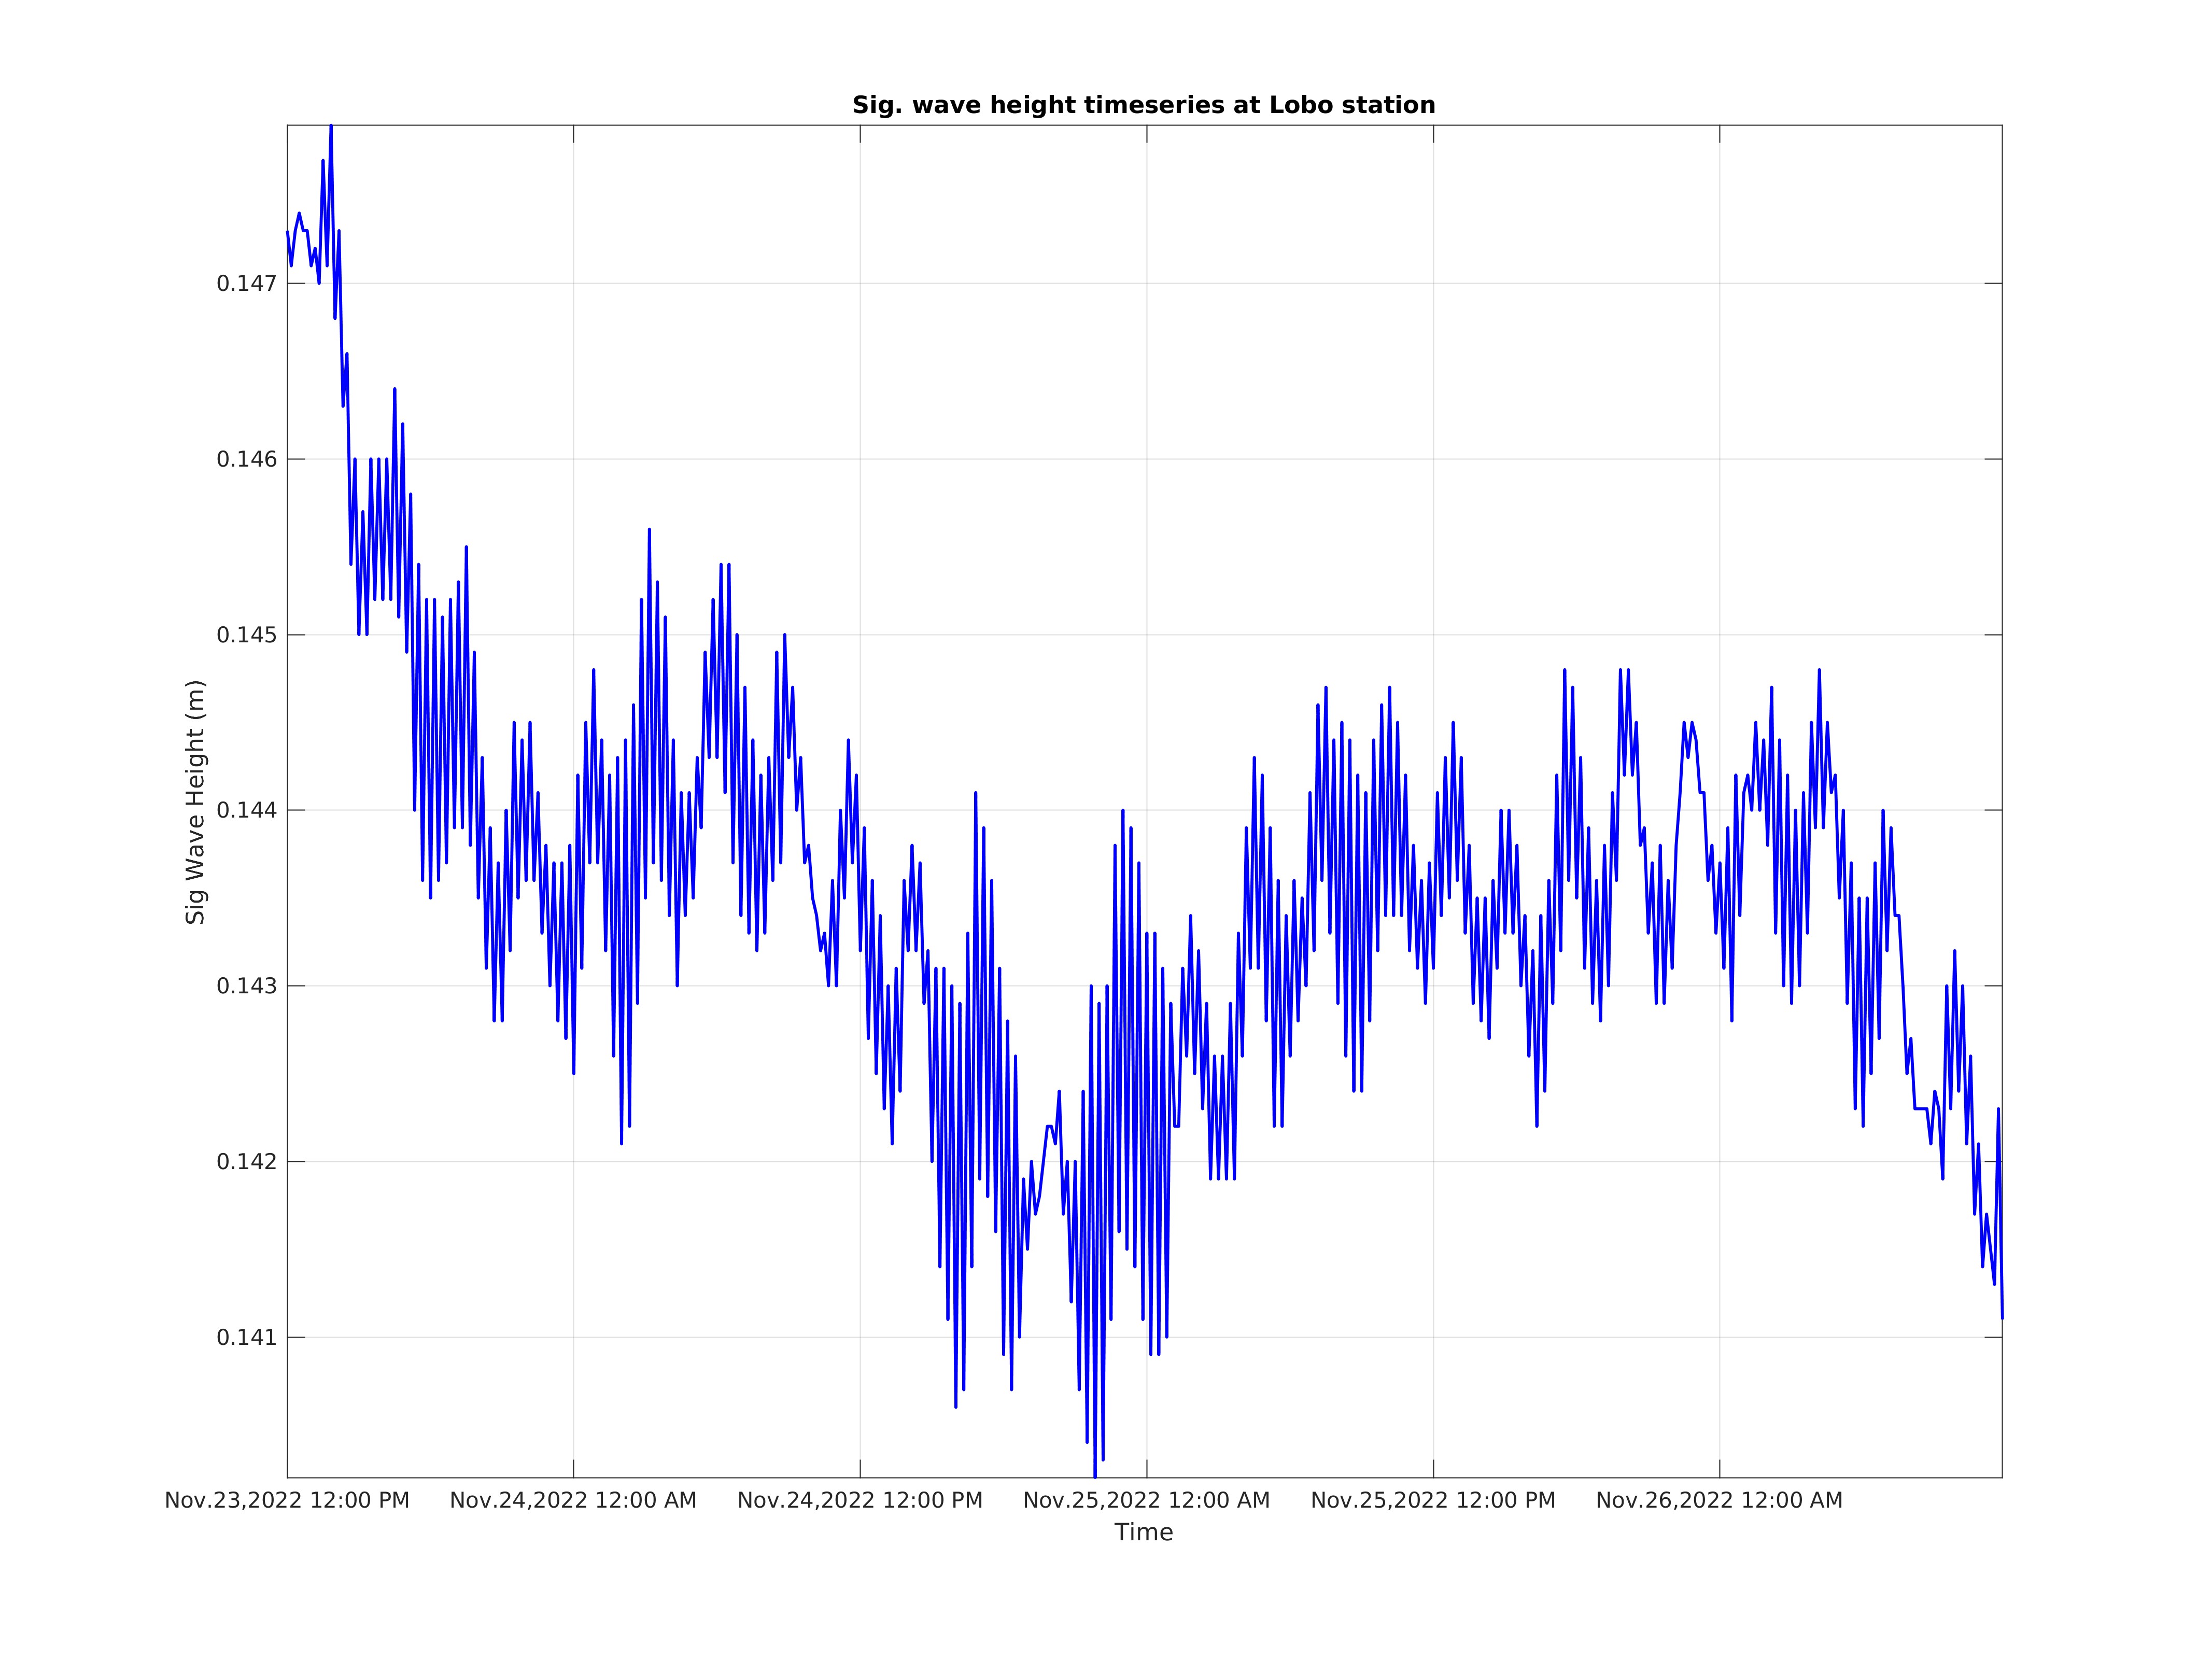 Sig. wave height timeseries at Lobo station
Sig Wave Height (m)
0.147
0.146
0.145
0.144
0.143
0.142
0.141
Nov.23,2022 12:00 PM Nov.24,2022 12:00 AM Nov.24,2022 12:00 PM Nov.25,2022 12:00 AM Nov.25,2022 12:00 PM Nov.26,2022 12:00 AM
Time